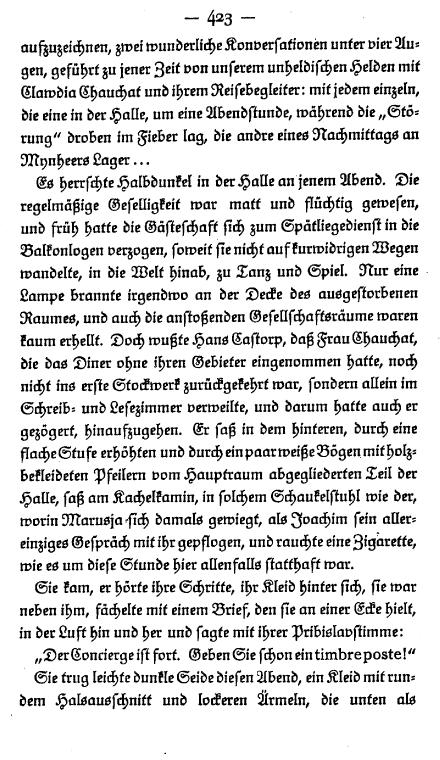 — 423 —
aufzuzeichnen, zwei wunderliche Konversationen unter vier Au-
gen, geführt zu jener Zeit von unserem unheldischen Helden mit
Clawdia Chauchat und ihrem Reisebegleiter: mit jedem einzeln,
die eine in der Halle, um eine Abendstunde, während die „Stö-
rung“ droben im Fieber lag, die andre eines Nachmittags an
Mynheers Lager ...
Es herrschte Halbdunkel in der Halle an jenem Abend. Die
regelmäßige Geselligkeit war matt und flüchtig gewesen,
und früh hatte die Gästeschaft sich zum Spätliegedienst in die
Balkonlogen verzogen, soweit sie nicht auf kurwidrigen Wegen
wandelte, in die Welt hinab, zu Tanz und Spiel. Nur eine
Lampe brannte irgendwo an der Decke des ausgestorbenen
Raumes, und auch die anstoßenden Gesellschaftsräume waren
kaum erhellt. Doch wußte Hans Castorp, daß Frau Chauchat,
die das Diner ohne ihren Gebieter eingenommen hatte, noch
nicht ins erste Stockwerk zurückgekehrt war, sondern allein im
Schreib- und Lesezimmer verweilte, und darum hatte auch er
gezögert, hinaufzugehen. Er saß in dem hinteren, durch eine
flache Stufe erhöhten und durch ein paar weiße Bögen mit holz-
bekleideten Pfeilern vom Hauptraum abgegliederten Teil der
Halle, saß am Kachelkamin, in solchem Schaukelstuhl wie der,
worin Marusja sich damals gewiegt, als Joachim sein aller-
einziges Gespräch mit ihr gepflogen, und rauchte eine Zigarette,
wie es um diese Stunde hier allenfalls statthaft war.
Sie kam, er hörte ihre Schritte, ihr Kleid hinter sich, sie war
neben ihm, fächelte mit einem Brief, den sie an einer Ecke hielt,
in der Luft hin und her und sagte mit ihrer Pribislavstimme:
„Der Concierge ist fort. Geben Sie schon ein timbre poste!“
Sie trug leichte dunkle Seide diesen Abend, ein Kleid mit run-
dem Halsausschnitt und lockeren Ärmeln, die unten als